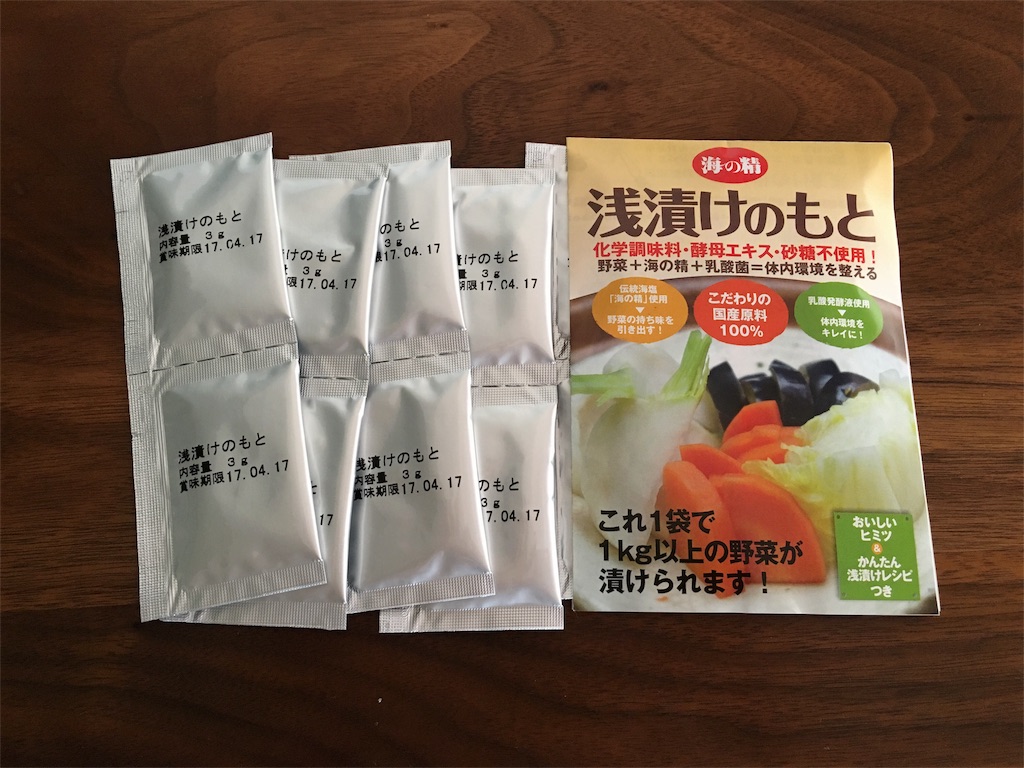 浅漬けのもと
内容量 3g
賞味期限17.04.17
浅漬けのもと
内容量 3g
賞味期限17.04.17
けのもと
3g
限17.04.17
17
のもと
3g
限17.04.17
浅漬けのもと
内容量 3g
賞味期限17.04.17
けのもと
3g
限17.04.17
のもと
3g
7.04.17
海の精
浅漬けのもと
化学調味料・酵母エキス・砂糖不使用！
野菜＋海の精＋乳酸菌＝体内環境を整える
伝統海塩
「海の精」使用
▼
野菜の持ち味を
引き出す！
こだわりの
国産原料
100%
乳酸発酵液使用
▼
体内環境を
キレイに！
これ1袋で
1kg以上の野菜が
漬けられます！
おいしい
ヒミツ
&
かんたん
浅漬けレシピ
つき